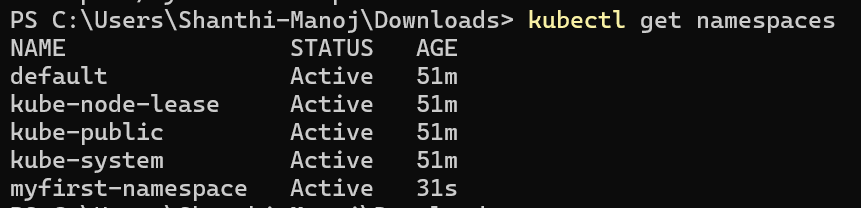 PS C:\Users\Shanthi-Manoj\Downloads> kubectl get namespaces
NAME STATUS AGE
default Active 51m
kube-node-lease Active 51m
kube-public Active 51m
kube-system Active 51m
myfirst-namespace Active 31s